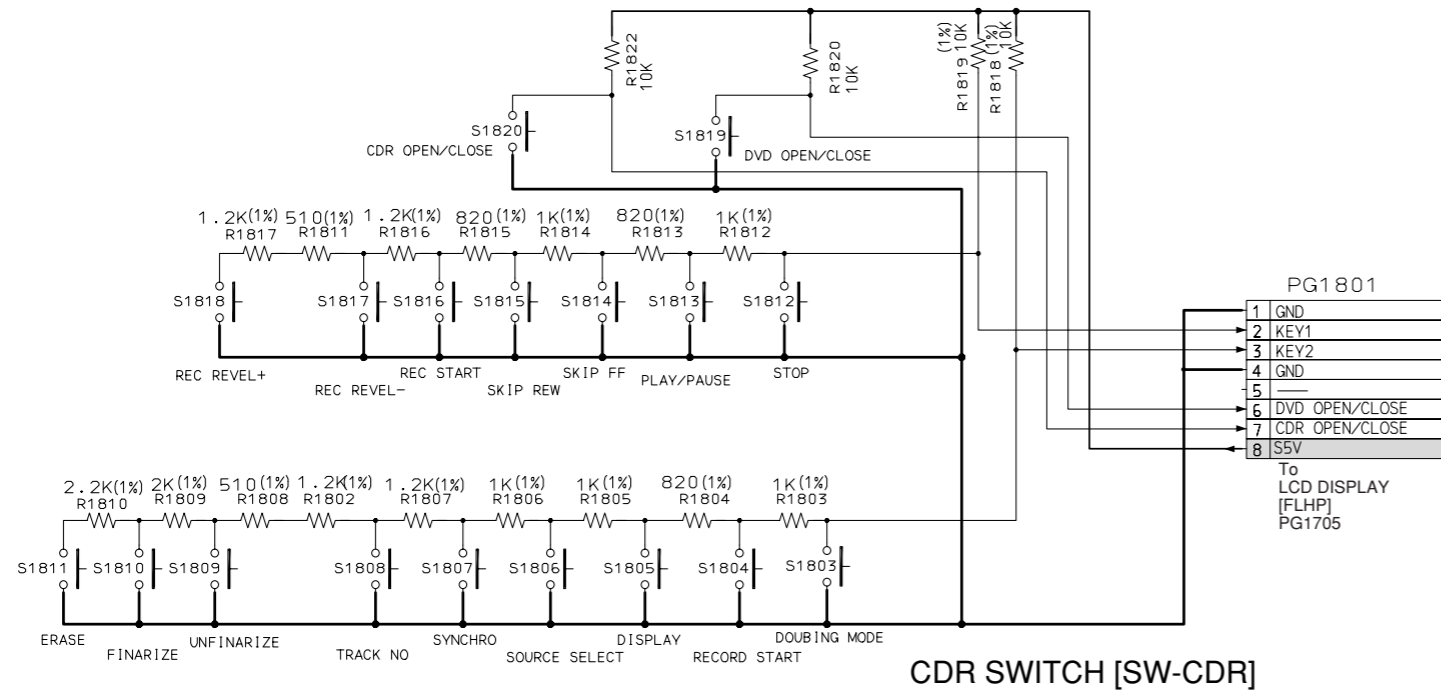 R1822
10K
R1820
10K
(1%)
R1819 10K
(1%)
R1818 10K
S1820
CDR OPEN/CLOSE
S1819
DVD OPEN/CLOSE
1.2K(1%) 510(1%) 1.2K(1%) 820(1%) 1K(1%) 820(1%) 1K(1%)
R1817 R1811 R1816 R1815 R1814 R1813 R1812
S1818 S1817 S1816 S1815 S1814 S1813 S1812
REC REVEL+ REC REVEL- REC START SKIP REW SKIP FF PLAY/PAUSE STOP
PG1801
1 GND
2 KEY1
3 KEY2
4 GND
5 —
6 DVD OPEN/CLOSE
7 CDR OPEN/CLOSE
8 S5V
To
LCD DISPLAY
[FLHP]
PG1705
2.2K(1%) 2K(1%) 510(1%) 1.2K(1%) 1.2K(1%) 1K(1%) 1K(1%) 820(1%) 1K(1%)
R1810 R1809 R1808 R1802 R1807 R1806 R1805 R1804 R1803
S1811 S1810 S1809 S1808 S1807 S1806 S1805 S1804 S1803
ERASE FINARIZE UNFINARIZE TRACK NO SYNCHRO SOURCE SELECT DISPLAY RECORD START DOUBING MODE
CDR SWITCH [SW-CDR]